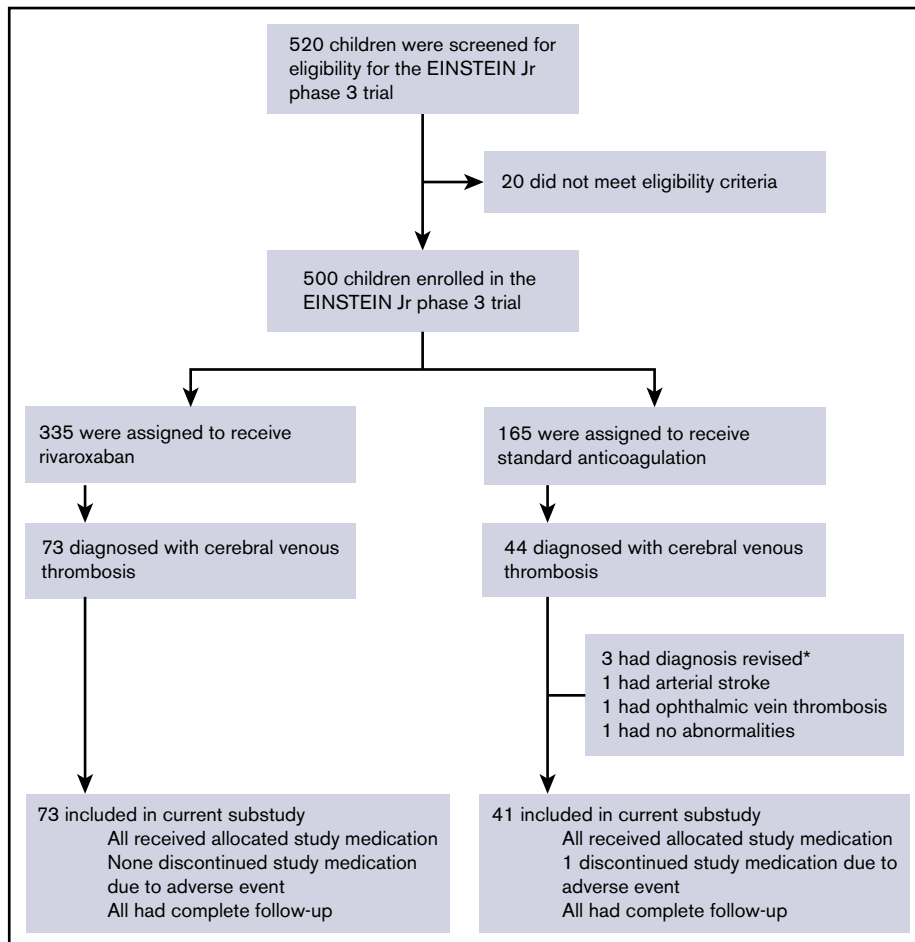 520 children were screened for
eligibility for the EINSTEIN Jr
phase 3 trial
20 did not meet eligibility criteria
500 children enrolled in the
EINSTEIN Jr phase 3 trial
335 were assigned to receive
rivaroxaban
165 were assigned to receive
standard anticoagulation
73 diagnosed with cerebral venous
thrombosis
44 diagnosed with cerebral venous
thrombosis
3 had diagnosis revised*
1 had arterial stroke
1 had ophthalmic vein thrombosis
1 had no abnormalities
73 included in current substudy
All received allocated study medication
None discontinued study medication
due to adverse event
All had complete follow-up
41 included in current substudy
All received allocated study medication
1 discontinued study medication due to
adverse event
All had complete follow-up